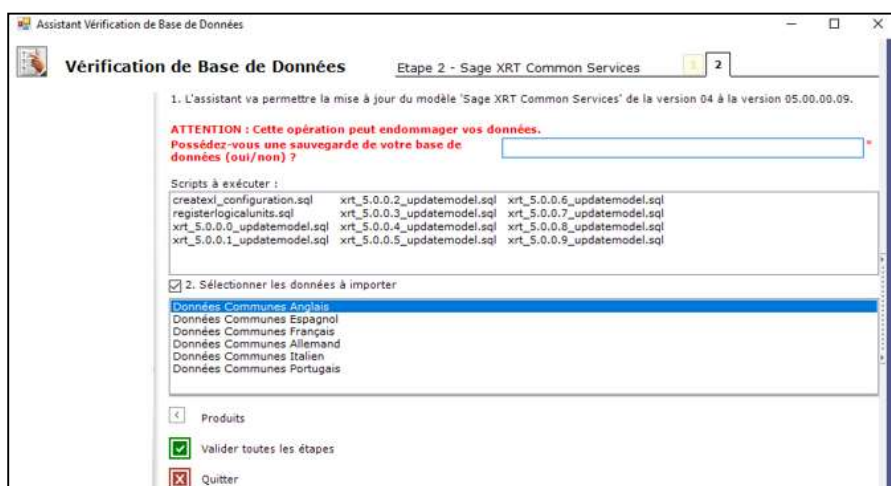 Assistant Vérification de Base de Données
Vérification de Base de Données
Etape 2 - Sage XRT Common Services
1
2
1. L'assistant va permettre la mise à jour du modèle 'Sage XRT Common Services' de la version 04 à la version 05.00.00.09.
ATTENTION : Cette opération peut endommager vos données.
Possédez-vous une sauvegarde de votre base de
données (oui/non) ?
*
Scripts à exécuter :
createxl_configuration.sql xrt_5.0.0.2_updatemodel.sql xrt_5.0.0.6_updatemodel.sql
registerlogicalunits.sql xrt_5.0.0.3_updatemodel.sql xrt_5.0.0.7_updatemodel.sql
xrt_5.0.0.0_updatemodel.sql xrt_5.0.0.4_updatemodel.sql xrt_5.0.0.8_updatemodel.sql
xrt_5.0.0.1_updatemodel.sql xrt_5.0.0.5_updatemodel.sql xrt_5.0.0.9_updatemodel.sql
2. Sélectionner les données à importer
Données Communes Anglais
Données Communes Espagnol
Données Communes Français
Données Communes Allemand
Données Communes Italien
Données Communes Portugais
Produits
Valider toutes les étapes
Quitter